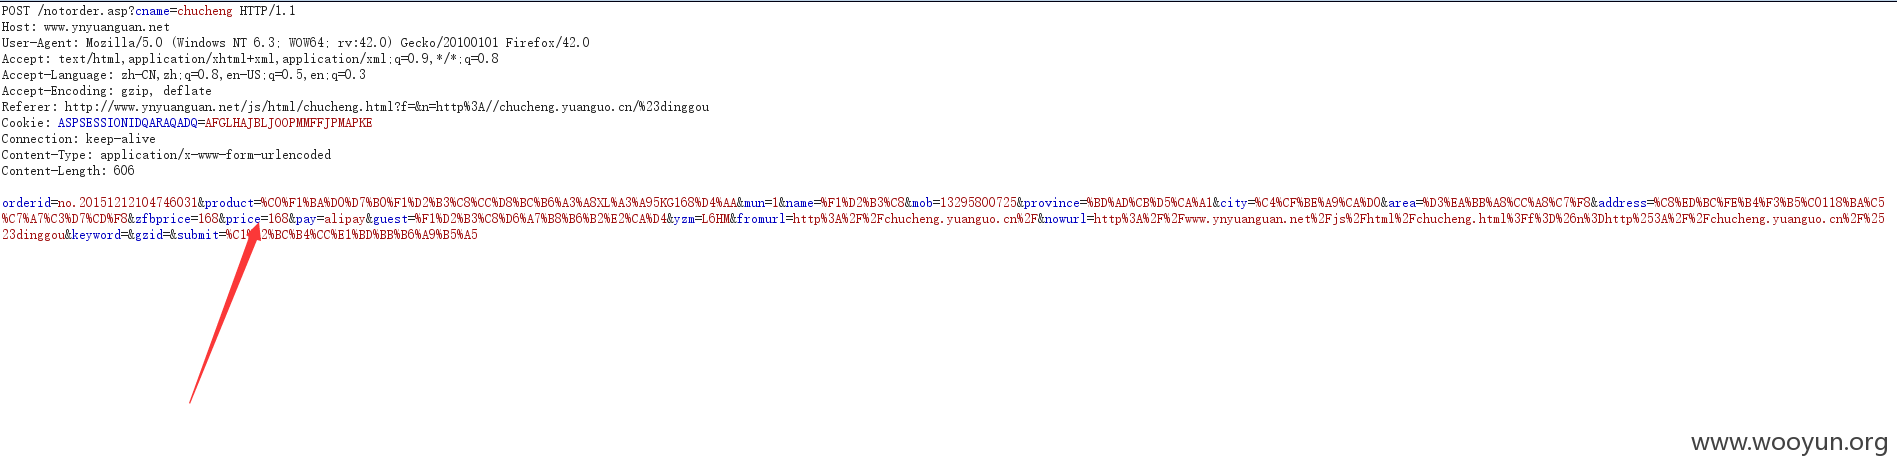 POST /notorder.asp?cname=chucheng HTTP/1.1
Host: www.ynyuanguan.net
User-Agent: Mozilla/5.0 (Windows NT 6.3; WOW64; rv:42.0) Gecko/20100101 Firefox/42.0
Accept: text/html,application/xhtml+xml,application/xml;q=0.9,*/*;q=0.8
Accept-Language: zh-CN,zh;q=0.8,en-US;q=0.5,en;q=0.3
Accept-Encoding: gzip, deflate
Referer: http://www.ynyuanguan.net/js/html/chucheng.html?f=&n=http%3A//chucheng.yuanguo.cn/%23dinggou
Cookie: ASPSESSIONIDQARAQADQ=AFGLHAJBLJOOPMMFFJPMAPKE
Connection: keep-alive
Content-Type: application/x-www-form-urlencoded
Content-Length: 606
orderid=no.20151212104746031&product=%C0%F1%BA%D0%D7%B0%F1%D2%B3%C8%CC%D8%BC%B6%A3%A8XL%A3%A95KG168%D4%AA&mun=1&name=%F1%D2%B3%C8&mob=13295800725&province=%BD%AD%CB%D5%CA%A1&city=%C4%CF%BE%A9%CA%D0&area=%D3%EA%BB%A8%CC%A8%C7%F8&address=%C8%ED%BC%FE%B4%F3%B5%C0118%BA%C5
%C7%A7%C3%D7%CD%F8&zfbprice=168&price=168&pay=alipay&guest=%F1%D2%B3%C8%D6%A7%B8%B6%B2%E2%CA%D4&yzm=L6HM&fromurl=http%3A%2F%2Fchucheng.yuanguo.cn%2F&nowurl=http%3A%2F%2Fwww.ynyuanguan.net%2Fjs%2Fhtml%2Fchucheng.html%3Ff%3D%26n%3Dhttp%253A%2F%2Fchucheng.yuanguo.cn%2F%25
23dinggou&keyword=&gzid=&submit=%C1%2%BC%B4%CC%E1%BD%BB%B6%A9%B5%A5
www.wooyun.org